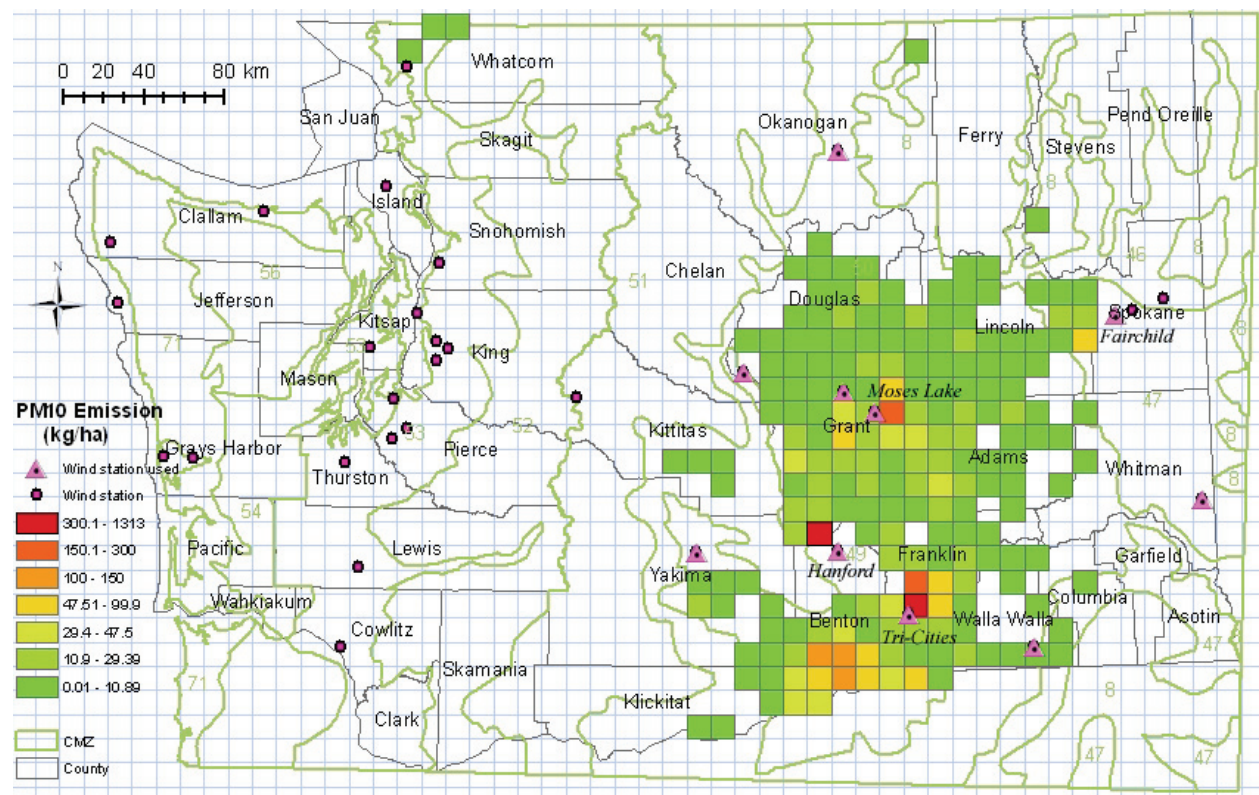 0 20 40 80 km
Whatcom
San Juan
Skagit
Okanogan
8
Ferry
Pend Oreille
Stevens
8
Island
Clallam
Snohomish
46
8
N
56
Chelan
51
Jefferson
Douglas
Kitsap
Lincoln
Spokane
Fairchild
King
Mason
Moses Lake
PM10 Emission
(kg/ha)
47
52
Grant
Kittitas
Grays Harbor
Pierce
8
Adams
Whitman
Wind station used
Thurston
8
Wind station
54
300.1 - 1313
150.1 - 300
Pacific
Lewis
49
Franklin
Garfield
Hanford
Yakima
100 - 150
Wahkiakum
Columbia
47.51 - 99.9
Benton
Walla Walla
Asotin
Cowlitz
Tri-Cities
29.4 - 47.5
47
10.9 - 29.39
Skamania
71
0.01 - 10.89
8
Klickitat
Clark
CMZ
47
47
County